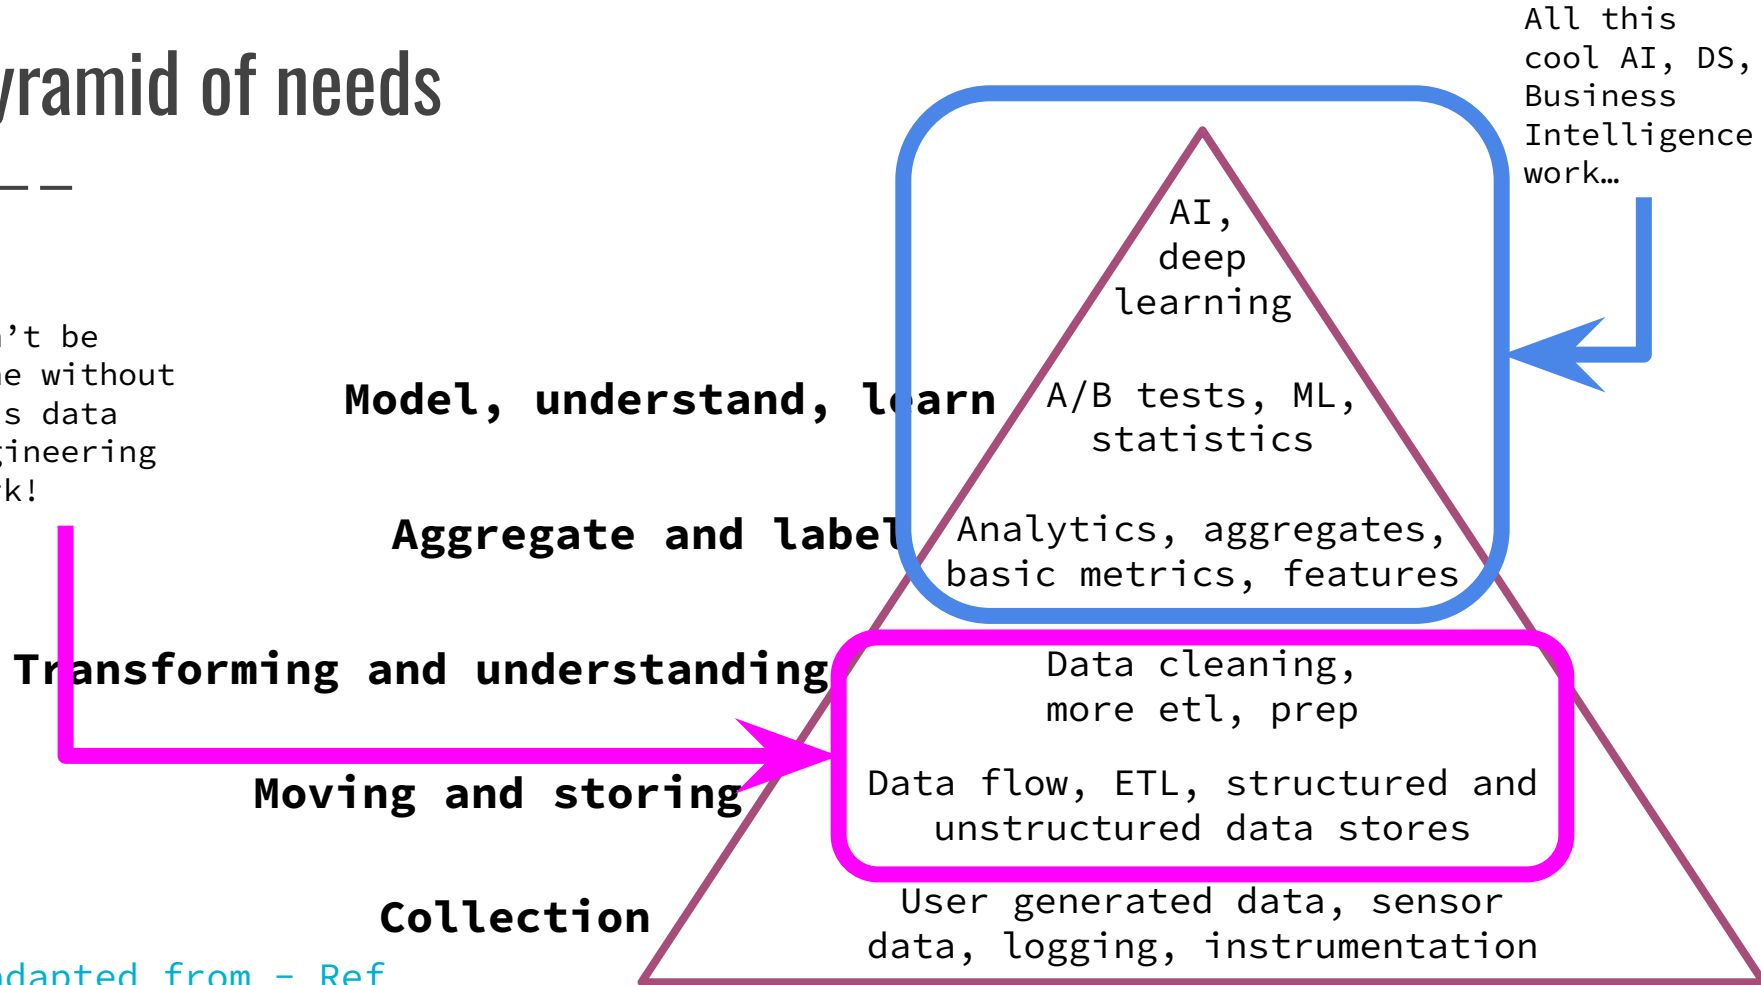 yramid of needs
All this
cool AI, DS,
Business
Intelligence
work…
AI,
deep
learning
't be
e without
s data
gineering
rk!
Model, understand, learn
A/B tests, ML,
statistics
Aggregate and label
Analytics, aggregates,
basic metrics, features
Transforming and understanding
Data cleaning,
more etl, prep
Moving and storing
Data flow, ETL, structured and
unstructured data stores
Collection
User generated data, sensor
data, logging, instrumentation
adapted from - Ref